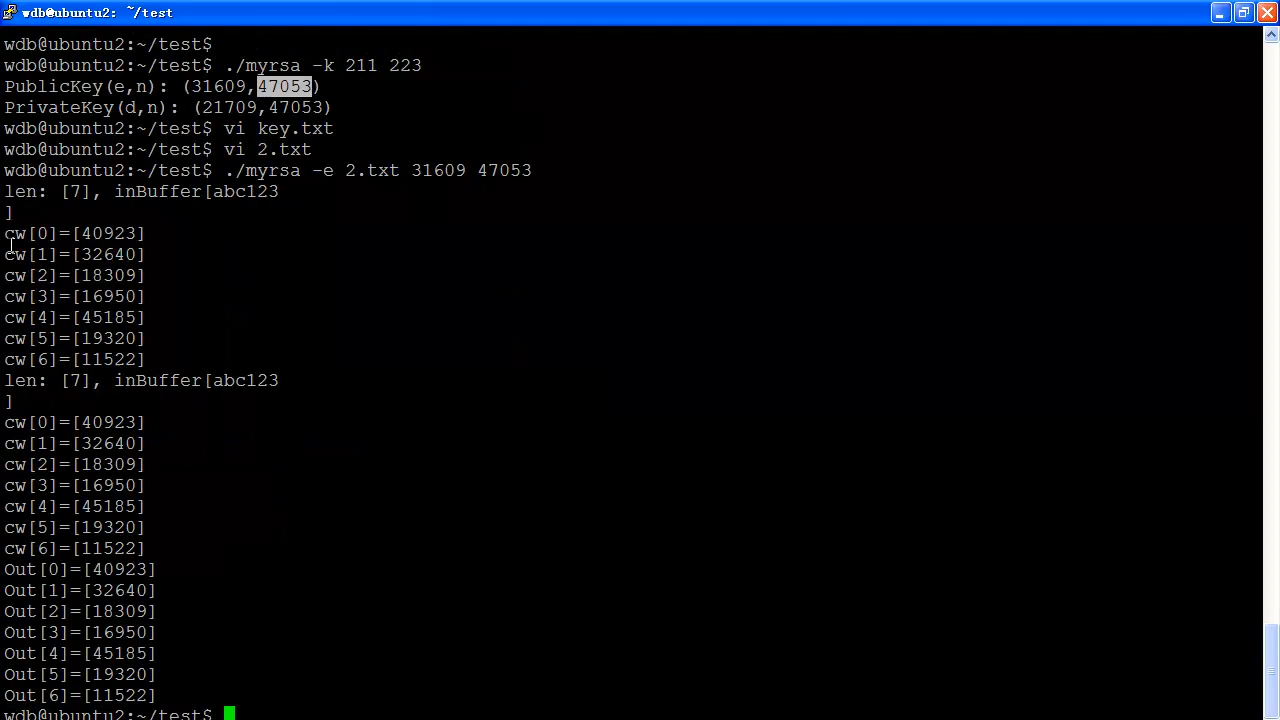 wdb@ubuntu2: ~/test
wdb@ubuntu2:~/test$
wdb@ubuntu2:~/test$ ./myrsa -k 211 223
PublicKey(e,n): (31609,47053)
PrivateKey(d,n): (21709,47053)
wdb@ubuntu2:~/test$ vi key.txt
wdb@ubuntu2:~/test$ vi 2.txt
wdb@ubuntu2:~/test$ ./myrsa -e 2.txt 31609 47053
len: [7], inBuffer[abc123
]
cw[0]=[40923]
cw[1]=[32640]
cw[2]=[18309]
cw[3]=[16950]
cw[4]=[45185]
cw[5]=[19320]
cw[6]=[11522]
len: [7], inBuffer[abc123
]
cw[0]=[40923]
cw[1]=[32640]
cw[2]=[18309]
cw[3]=[16950]
cw[4]=[45185]
cw[5]=[19320]
cw[6]=[11522]
Out[0]=[40923]
Out[1]=[32640]
Out[2]=[18309]
Out[3]=[16950]
Out[4]=[45185]
Out[5]=[19320]
Out[6]=[11522]
wdb@ubuntu2:~/test$